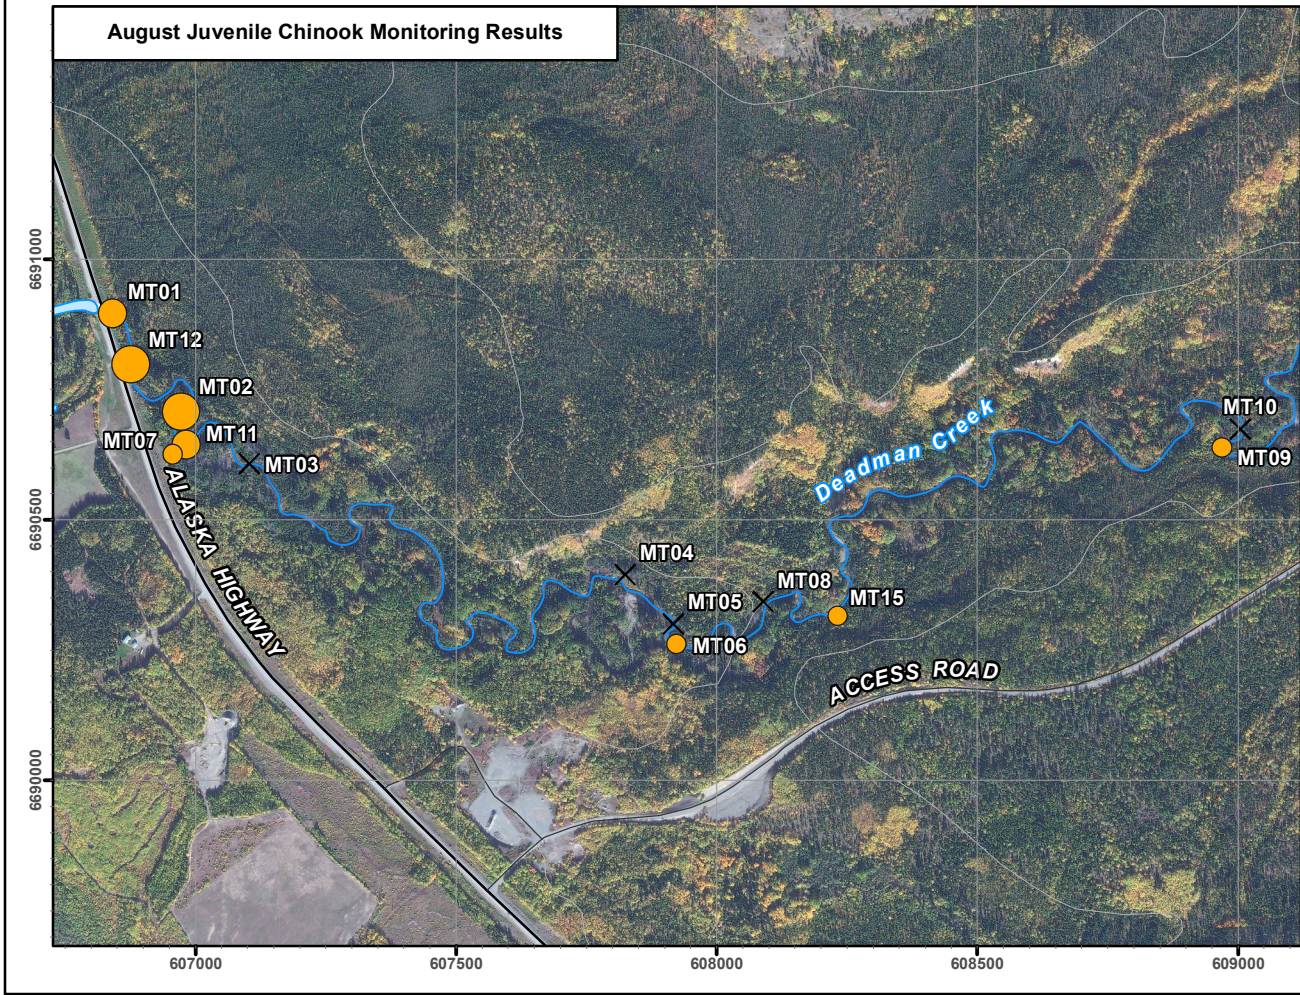 August Juvenile Chinook Monitoring Results
6691000
MT01
MT12
MT02
MT07
MT11
MT03
MT10
MT09
Deadman Creek
6690500
ALASKA HIGHWAY
MT04
MT05
MT08
MT15
MT06
ACCESS ROAD
6690000
607000
607500
608000
608500
609000